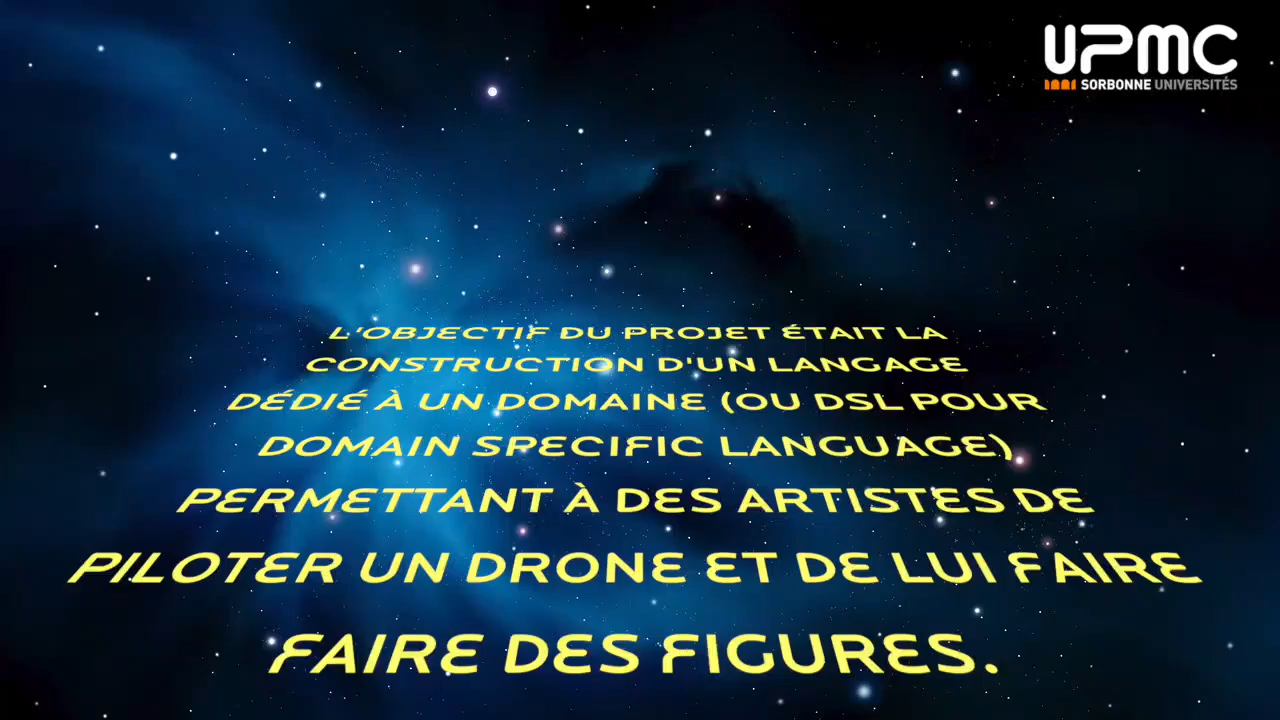 UPMC
SORBONNE UNIVERSITÉS
L'OBJECTIF DU PROJET ÉTAIT LA
CONSTRUCTION D'UN LANGAGE
DÉDIÉ À UN DOMAINE (OU DSL POUR
DOMAIN SPECIFIC LANGUAGE)
PERMETTANT À DES ARTISTES DE
PILOTER UN DRONE ET DE LUI FAIRE
FAIRE DES FIGURES.